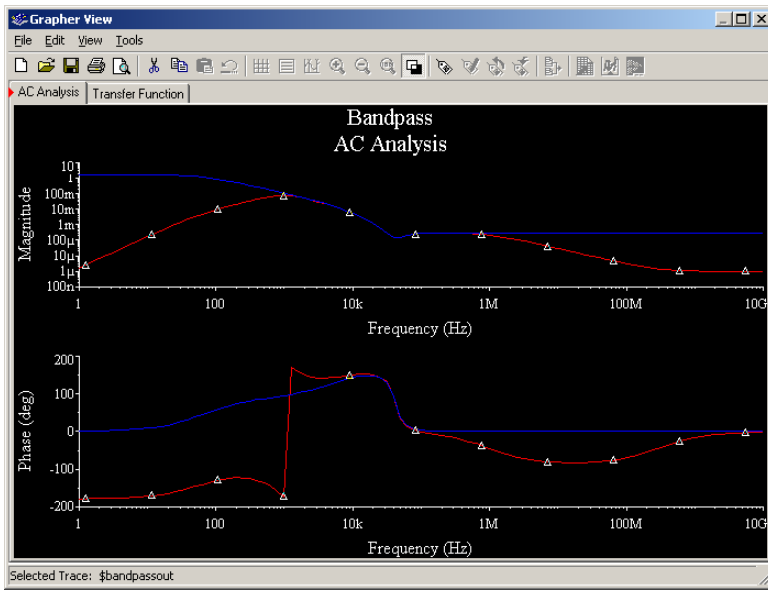 Grapher View
File Edit View Tools
AC Analysis Transfer Function
Bandpass
AC Analysis
Magnitude
10
1
100m
10m
1m
100µ
10µ
1µ
100n
1 100 10k 1M 100M 10G
Frequency (Hz)
Phase (deg)
200
100
0
-100
-200
1 100 10k 1M 100M 10G
Frequency (Hz)
Selected Trace: $bandpassout